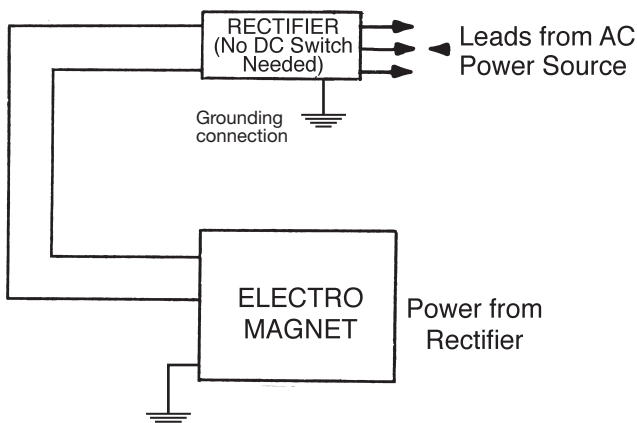 RECTIFIER
(No DC Switch
Needed)
Leads from AC
Power Source
Grounding
connection
ELECTRO
MAGNET
Power from
Rectifier